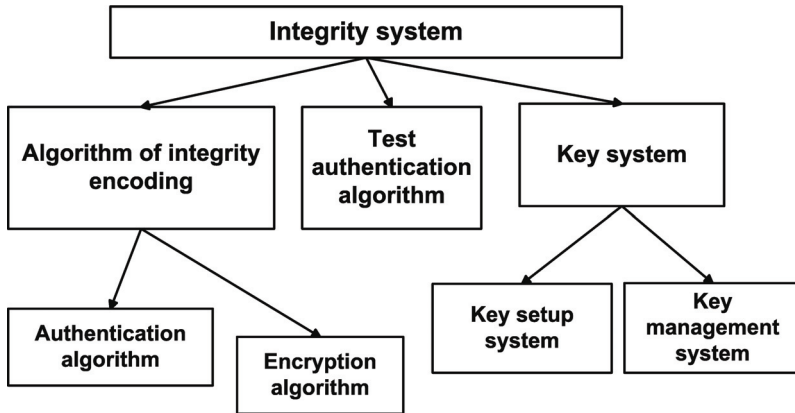 Integrity system
Algorithm of integrity
encoding
Test
authentication
algorithm
Key system
Authentication
algorithm
Encryption
algorithm
Key setup
system
Key
management
system